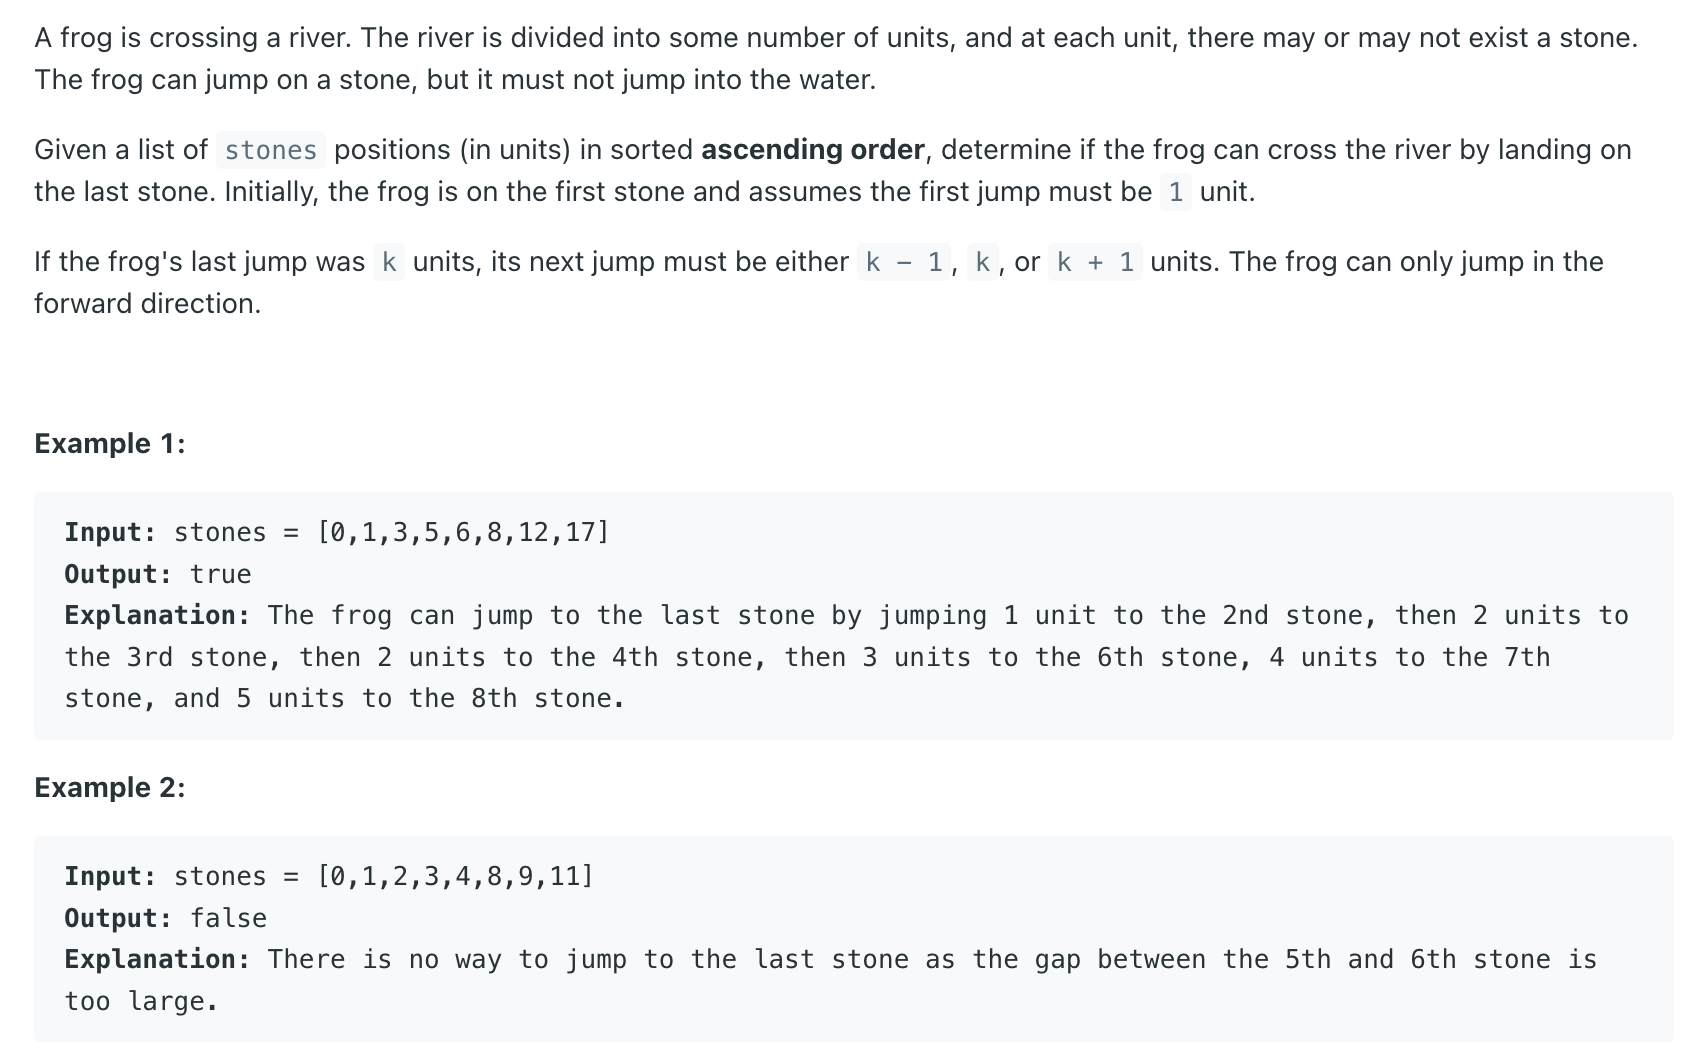 A frog is crossing a river. The river is divided into some number of units, and at each unit, there may or may not exist a stone.
The frog can jump on a stone, but it must not jump into the water.
Given a list of stones positions (in units) in sorted ascending order, determine if the frog can cross the river by landing on
the last stone. Initially, the frog is on the first stone and assumes the first jump must be 1 unit.
If the frog's last jump was k units, its next jump must be either k − 1, k, or k + 1 units. The frog can only jump in the
forward direction.
Example 1:
Input: stones = [0,1,3,5,6,8,12,17]
Output: true
Explanation: The frog can jump to the last stone by jumping 1 unit to the 2nd stone, then 2 units to
the 3rd stone, then 2 units to the 4th stone, then 3 units to the 6th stone, 4 units to the 7th
stone, and 5 units to the 8th stone.
Example 2:
Input: stones = [0,1,2,3,4,8,9,11]
Output: false
Explanation: There is no way to jump to the last stone as the gap between the 5th and 6th stone is
too large.